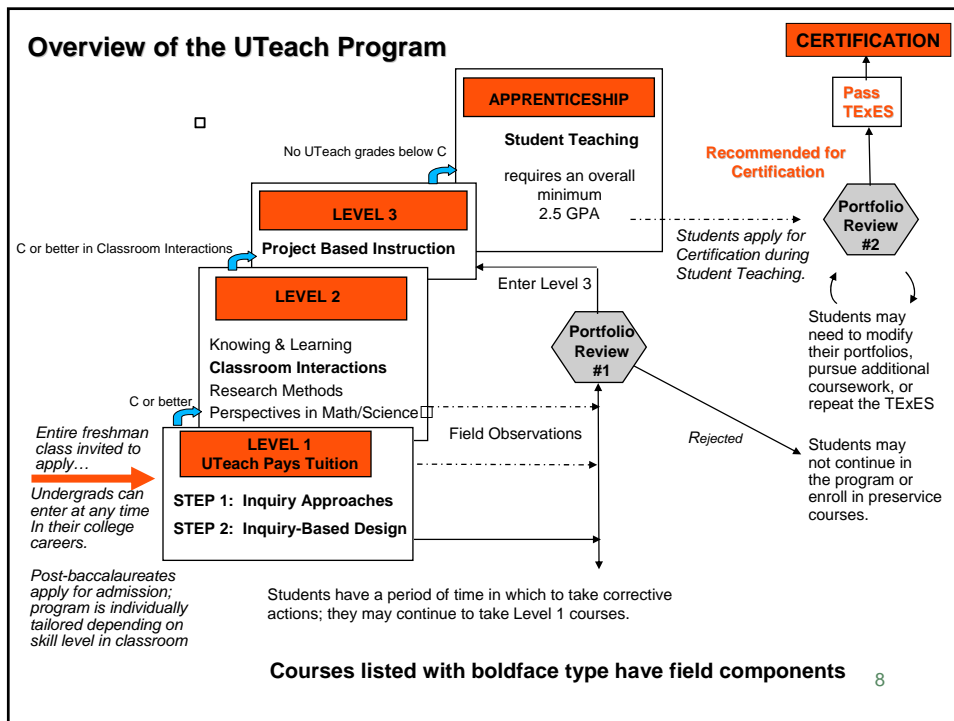 Overview of the UTeach Program
CERTIFICATION
Pass
TExES
APPRENTICESHIP
Student Teaching
requires an overall
minimum
2.5 GPA
No UTeach grades below C
Recommended for
Certification
Portfolio
Review
#2
Students apply for
Certification during
Student Teaching.
LEVEL 3
Project Based Instruction
C or better in Classroom Interactions
Enter Level 3
LEVEL 2
Knowing & Learning
Classroom Interactions
Research Methods
Perspectives in Math/Science
Portfolio
Review
#1
Students may
need to modify
their portfolios,
pursue additional
coursework, or
repeat the TExES
C or better
Field Observations
Rejected
Students may
not continue in
the program or
enroll in preservice
courses.
LEVEL 1
UTeach Pays Tuition
STEP 1: Inquiry Approaches
STEP 2: Inquiry-Based Design
Entire freshman
class invited to
apply…
Undergrads can
enter at any time
In their college
careers.
Post-baccalaureates
apply for admission;
program is individually
tailored depending on
skill level in classroom
Students have a period of time in which to take corrective
actions; they may continue to take Level 1 courses.
Courses listed with boldface type have field components
8